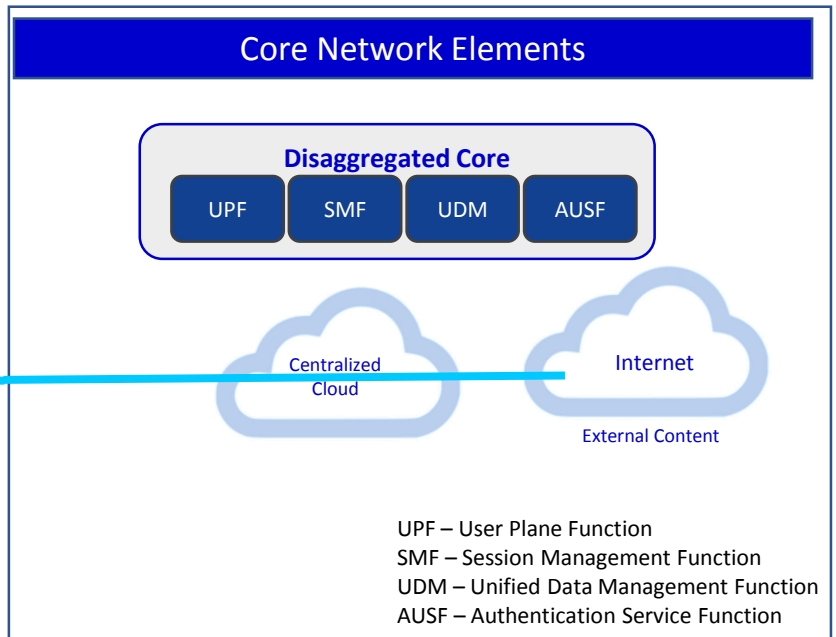 Core Network Elements
Disaggregated Core
UPF
SMF
UDM
AUSF
Centralized
Cloud
Internet
External Content
UPF – User Plane Function
SMF – Session Management Function
UDM – Unified Data Management Function
AUSF – Authentication Service Function